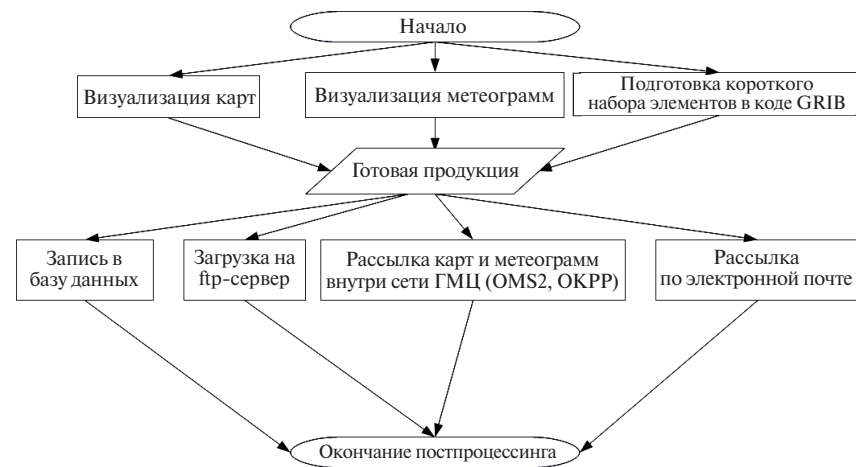 Начало
Визуализация карт
Визуализация метеограмм
Подготовка короткого
набора элементов в коде GRIB
Готовая продукция
Запись в
базу данных
Загрузка на
ftp-сервер
Рассылка карт и метеограмм
внутри сети ГМЦ (OMS2, OKPP)
Рассылка
по электронной почте
Окончание постпроцессинга